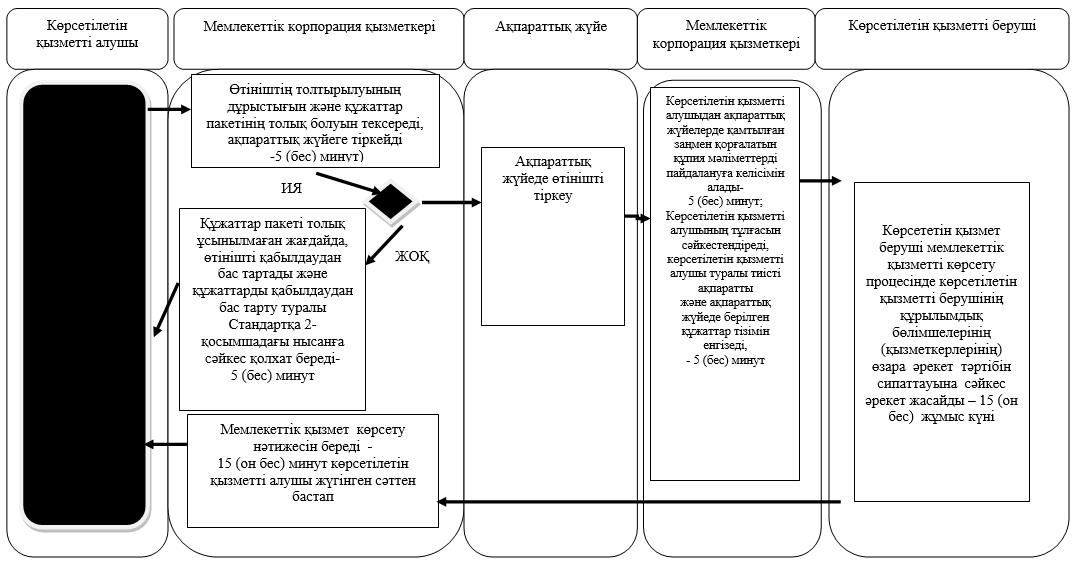 Көрсетілетін
қызметті алушы
Мемлекеттік корпорация қызметкері
Ақпараттық жүйе
Мемлекеттік
корпорация қызметкері
Көрсетілетін қызметті беруші
Өтініштің толтырылуының
дұрыстығын және құжаттар
пакетінің толық болуын тексереді,
ақпараттық жүйеге тіркейді
-5 (бес) минут)
ИЯ
ЖОҚ
Құжаттар пакеті толық
ұсынылмаған жағдайда,
өтінішті қабылдаудан
бас тартады және
құжаттарды қабылдаудан
бас тарту туралы
Стандартқа 2-
қосымшадағы нысанға
сәйкес қолхат береді-
5 (бес) минут
Мемлекеттік қызмет көрсету
нәтижесін береді -
15 (он бес) минут көрсетілетін
қызметті алушы жүгінген сәттен
бастап
Ақпараттық
жүйеде өтінішті
тіркеу
Көрсетілетін қызметті
алушыдан ақпараттық
жүйелерде қамтылған
заңмен қорғалатын
құпия мәліметтерді
пайдалануға келісімін
алады-
5 (бес) минут;
Көрсетілетін қызметті
алушының тұлғасын
сәйкестендіреді,
көрсетілетін қызметті
алушы туралы тиісті
ақпаратты
және ақпараттық
жүйеде берілген
құжаттар тізімін
енгізеді,
- 5 (бес) минут
Көрсететін қызмет
беруші мемлекеттік
қызметті көрсету
процесінде көрсетілетін
қызметті берушінің
құрылымдық
бөлімшелерінің
(қызметкерлерінің)
өзара әрекет тәртібін
сипаттауына сәйкес
әрекет жасайды – 15 (он
бес) жұмыс күні